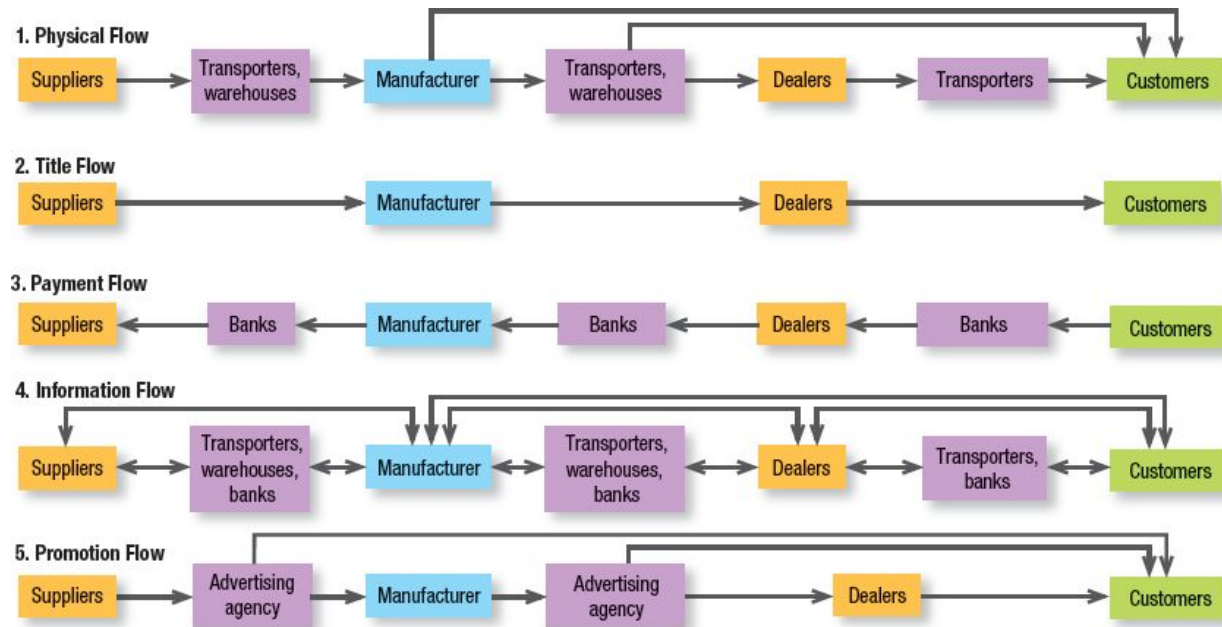 1. Physical Flow
Suppliers
Transporters,
warehouses
Manufacturer
Transporters,
warehouses
Dealers
Transporters
Customers
2. Title Flow
Suppliers
Manufacturer
Dealers
Customers
3. Payment Flow
Suppliers
Banks
Manufacturer
Banks
Dealers
Banks
Customers
4. Information Flow
Suppliers
Transporters,
warehouses,
banks
Manufacturer
Transporters,
warehouses,
banks
Dealers
Transporters,
banks
Customers
5. Promotion Flow
Suppliers
Advertising
agency
Manufacturer
Advertising
agency
Dealers
Customers